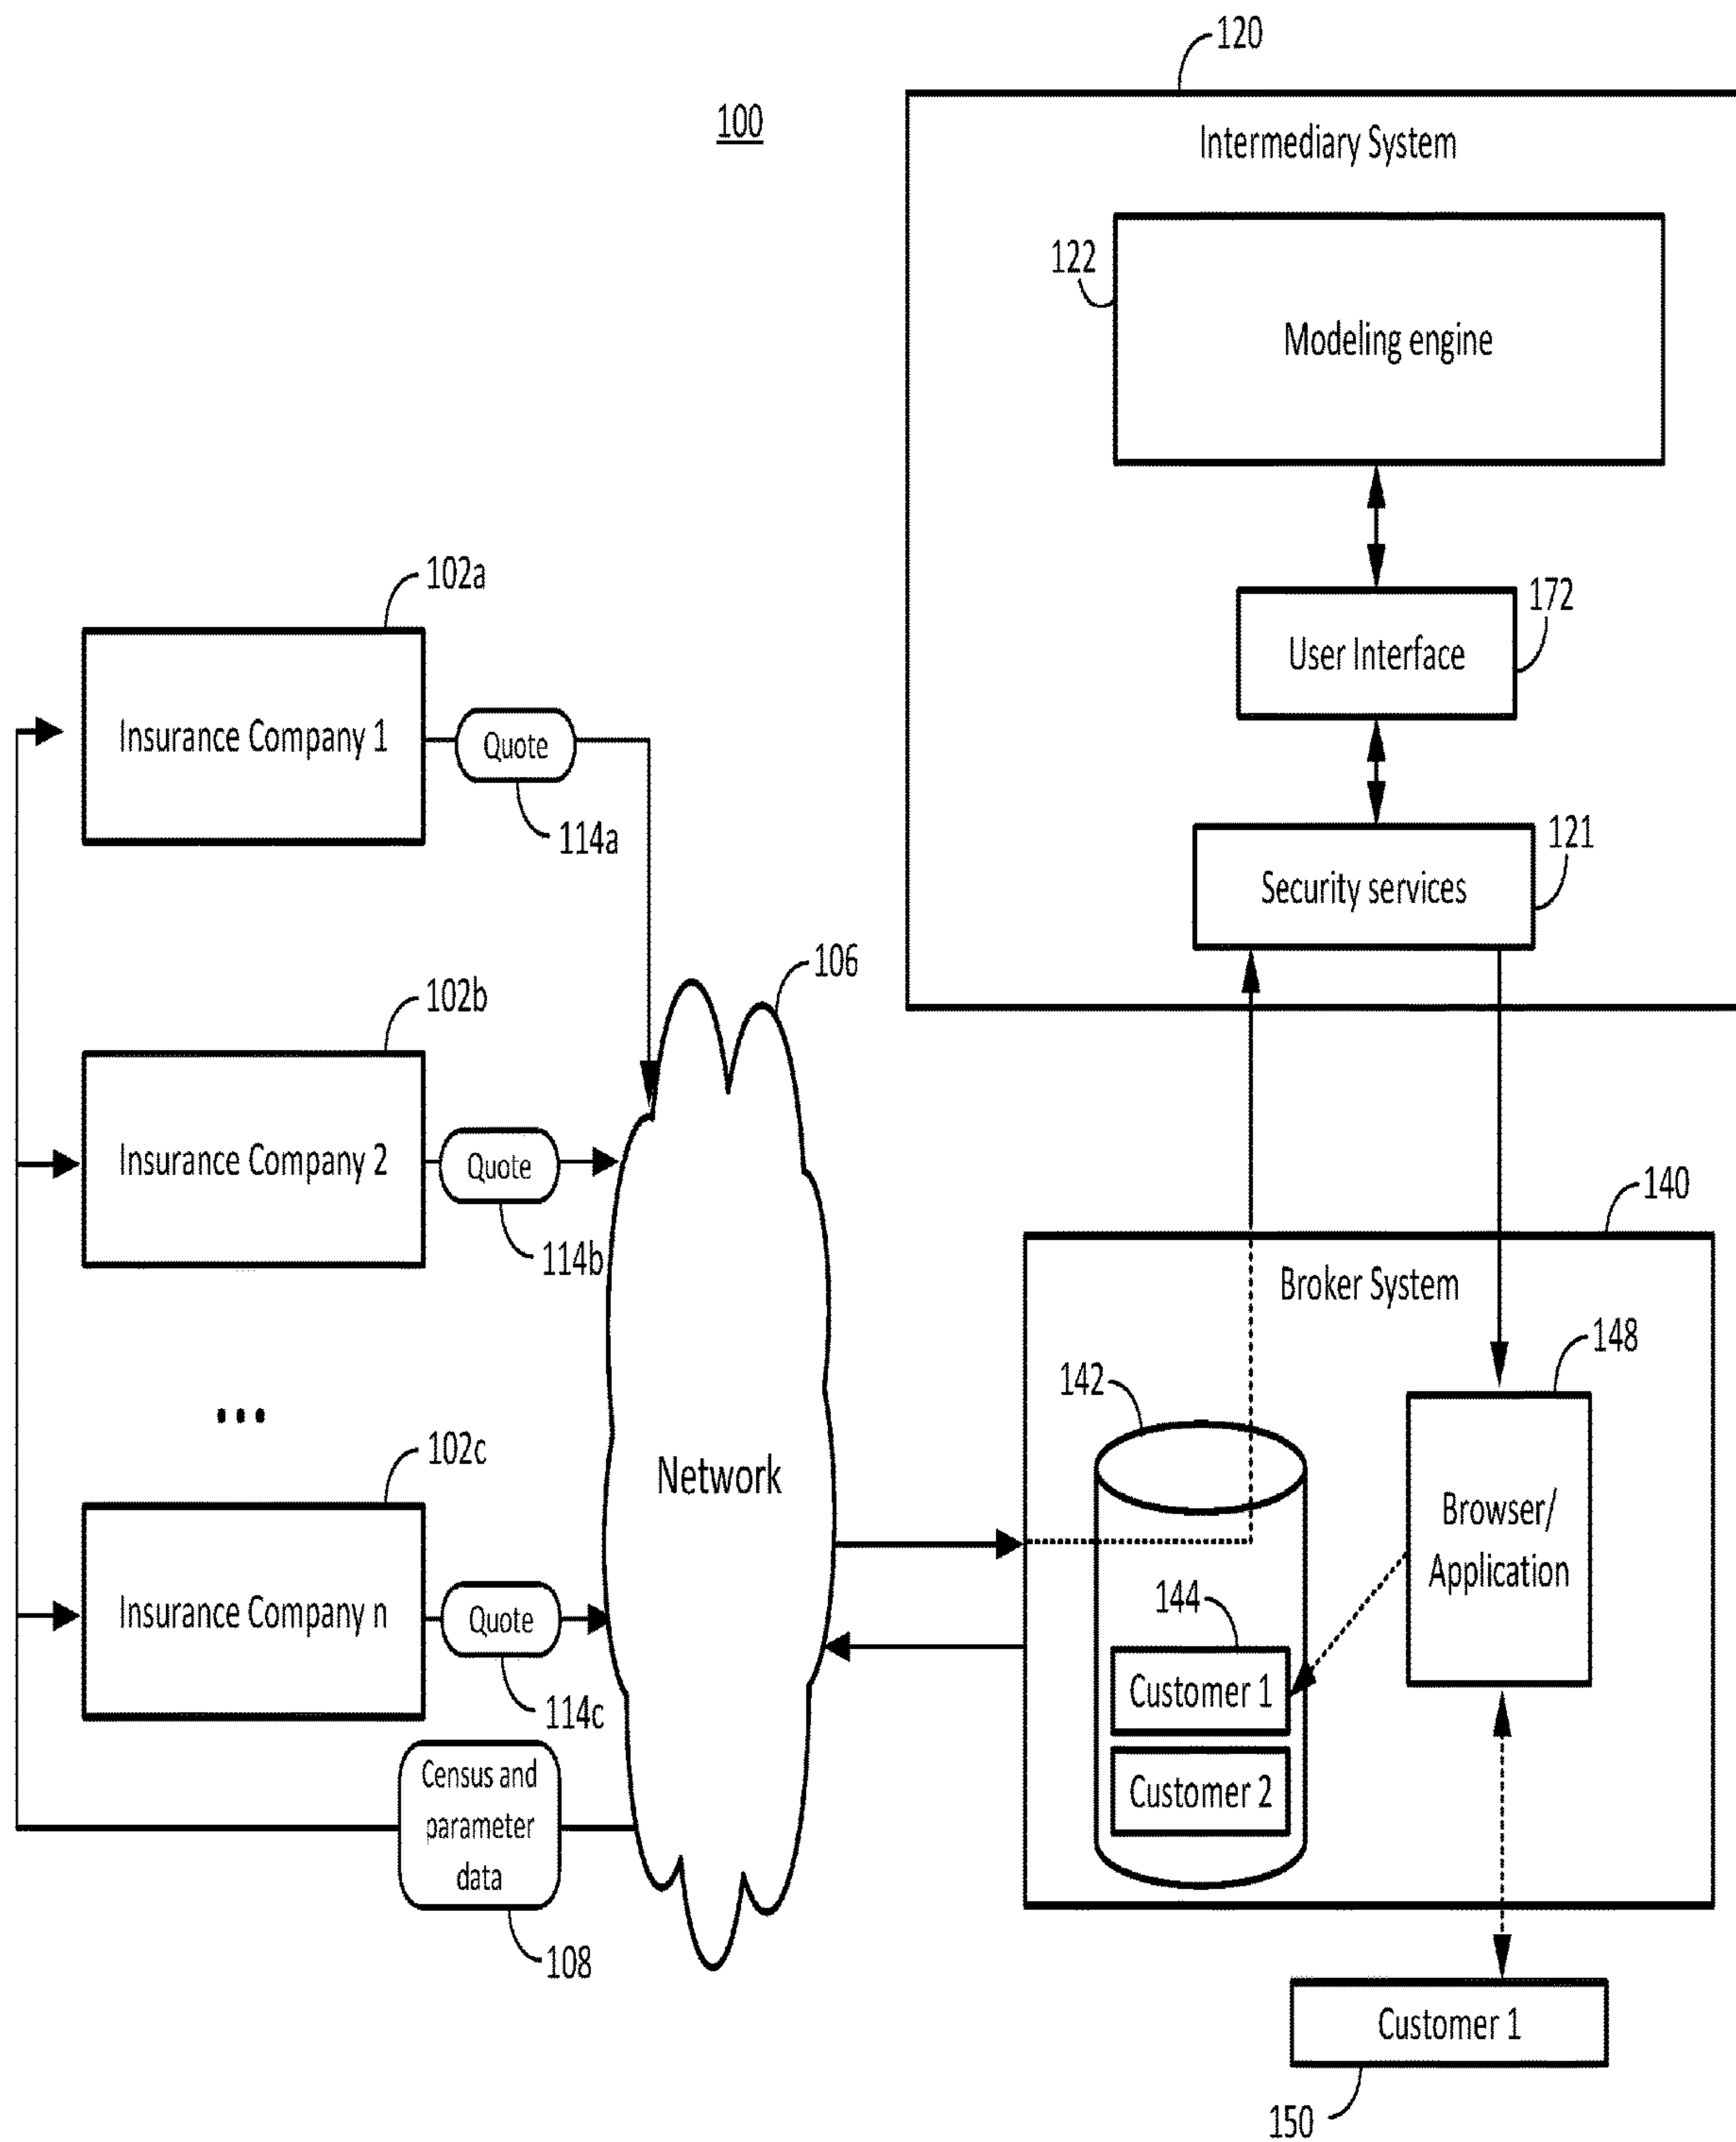 120
100
Intermediary System
122
Modeling engine
172
User Interface
121
Security services
102a
Insurance Company 1
Quote
114a
106
102b
Insurance Company 2
Quote
114b
Network
...
102c
Insurance Company n
Quote
114c
Census and
parameter
data
108
140
Broker System
148
142
Browser/
Application
144
Customer 1
Customer 2
Customer 1
150